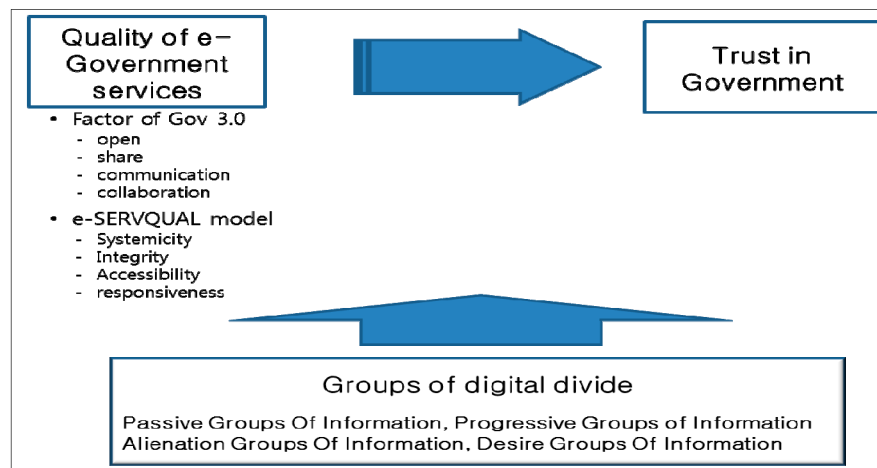 Quality of e-
Government
services
Trust in
Government
• Factor of Gov 3.0
- open
- share
- communication
- collaboration
• e-SERVQUAL model
- Systemicity
- Integrity
- Accessibility
- responsiveness
Groups of digital divide
Passive Groups Of Information, Progressive Groups of Information
Alienation Groups Of Information, Desire Groups Of Information